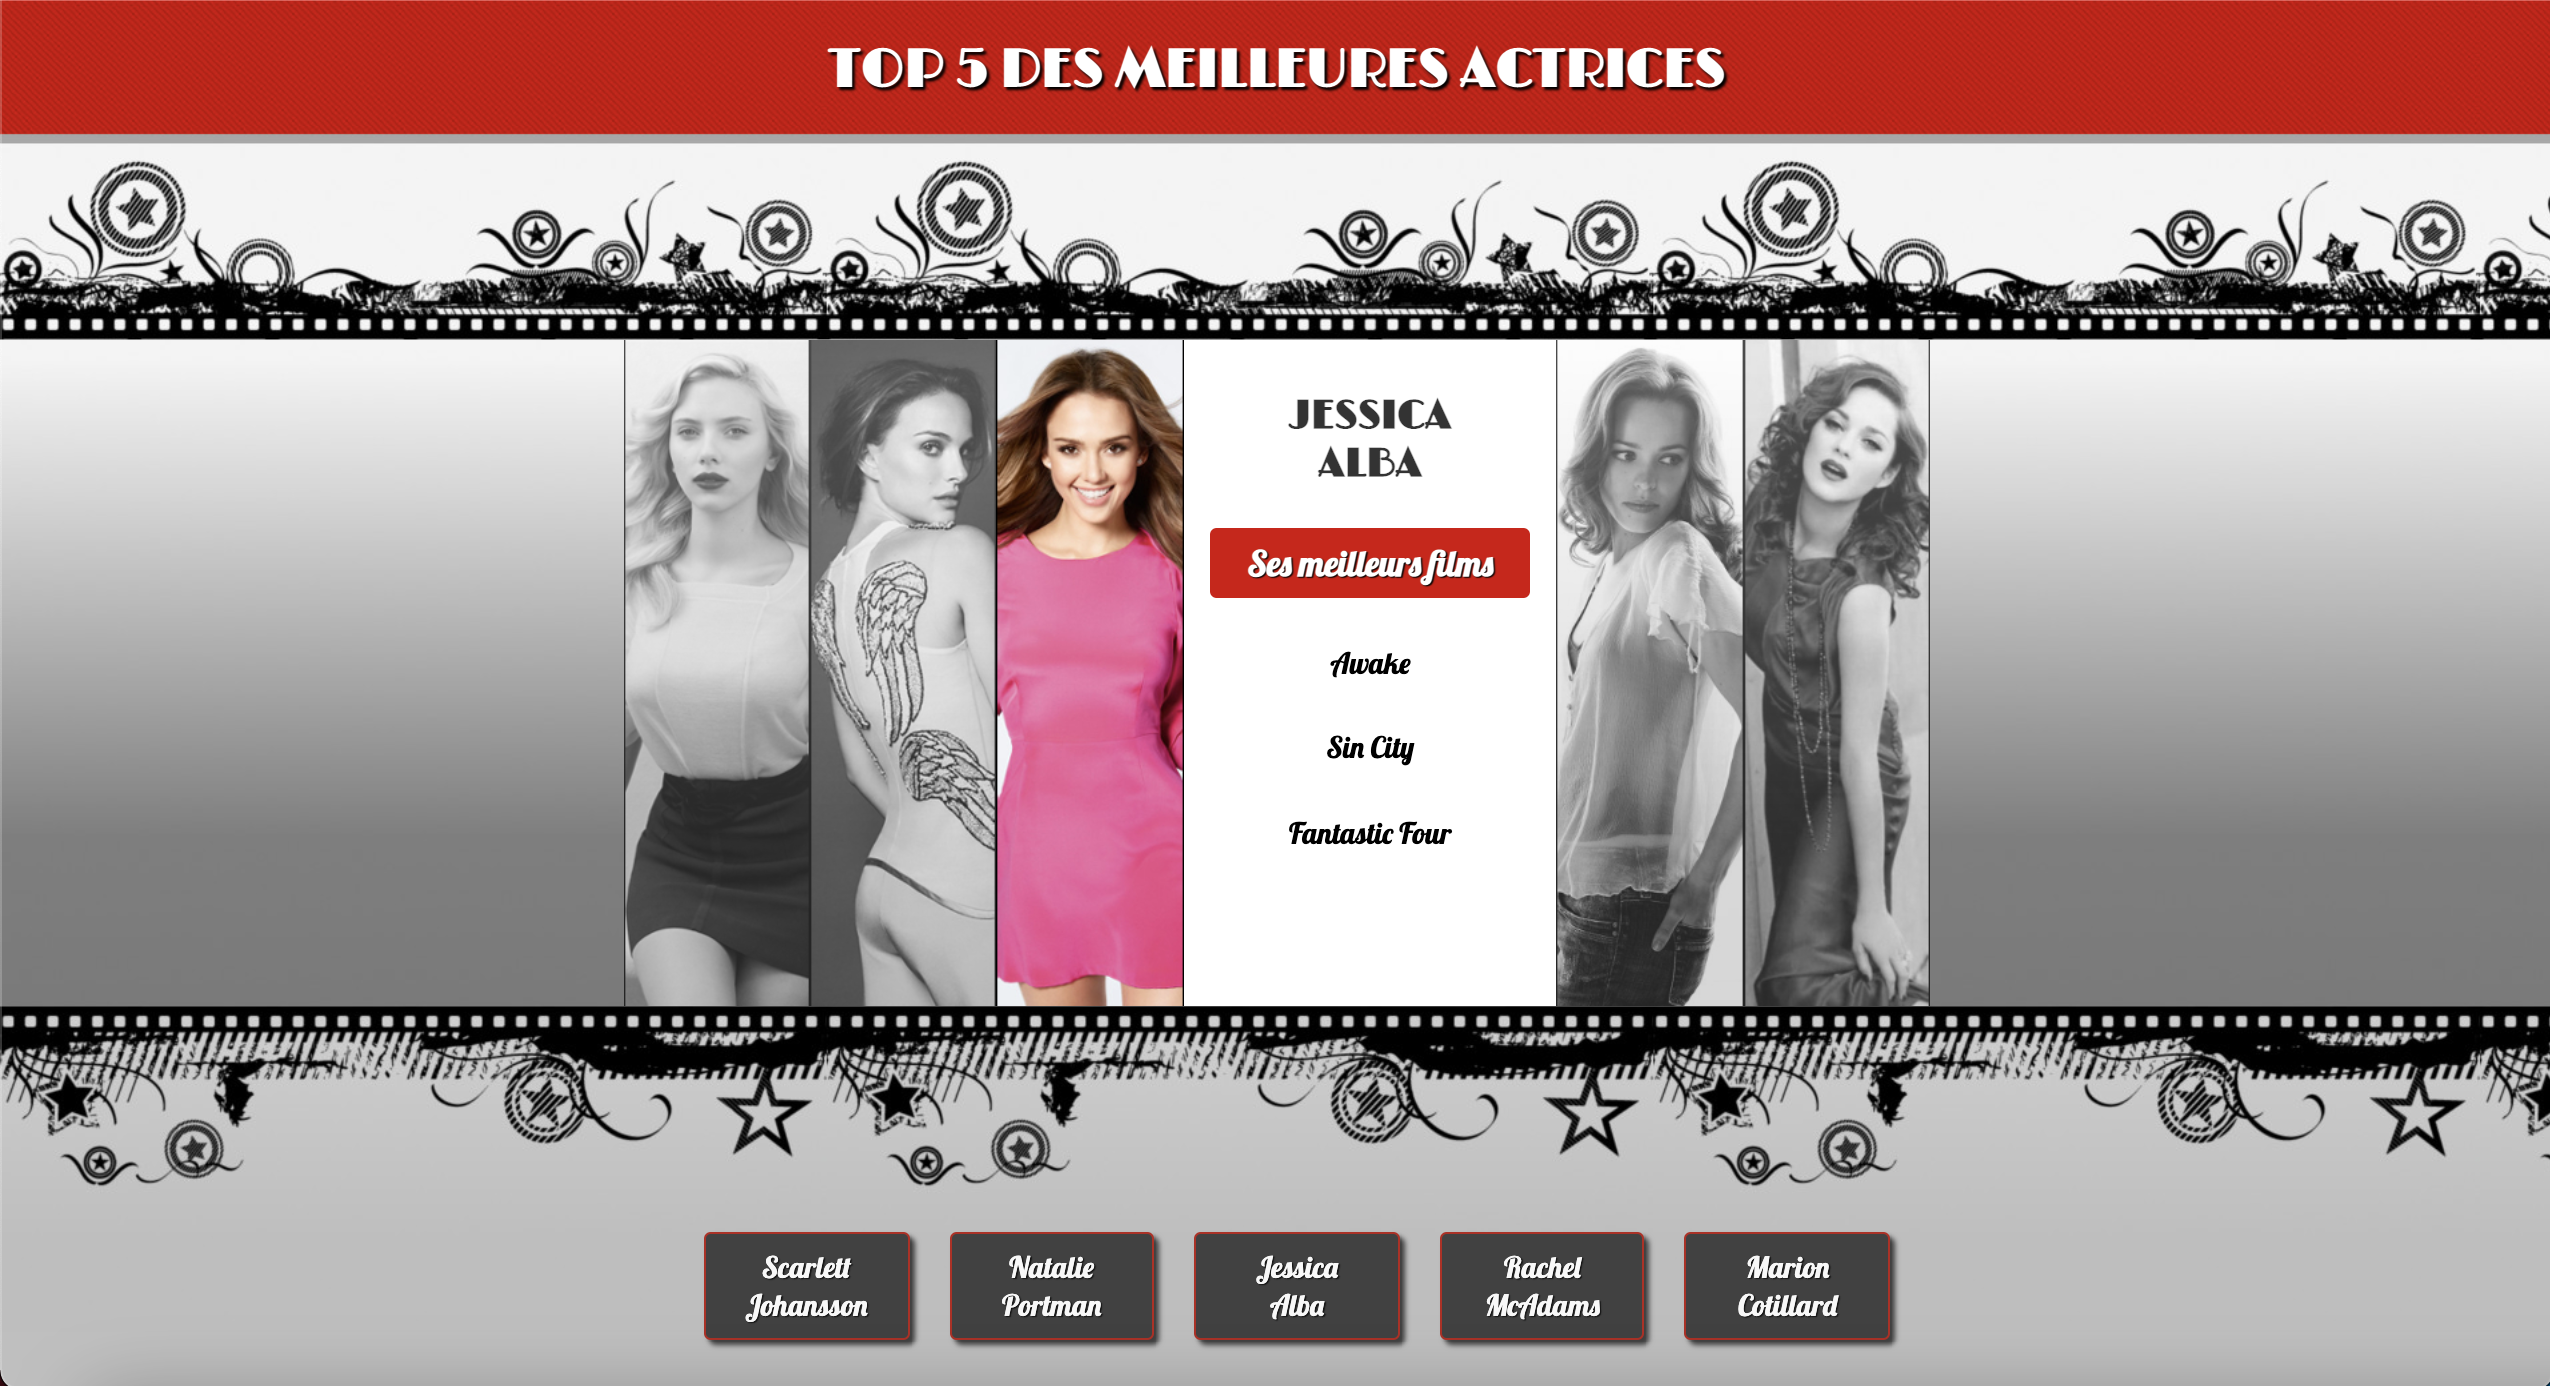 TOP 5 DES MEILLEURES ACTRICES
JESSICA
ALBA
Ses meilleurs films
Awake
Sin City
Fantastic Four
Scarlett
Johansson
Natalie
Portman
Jessica
Alba
Rachel
McAdams
Marion
Cotillard